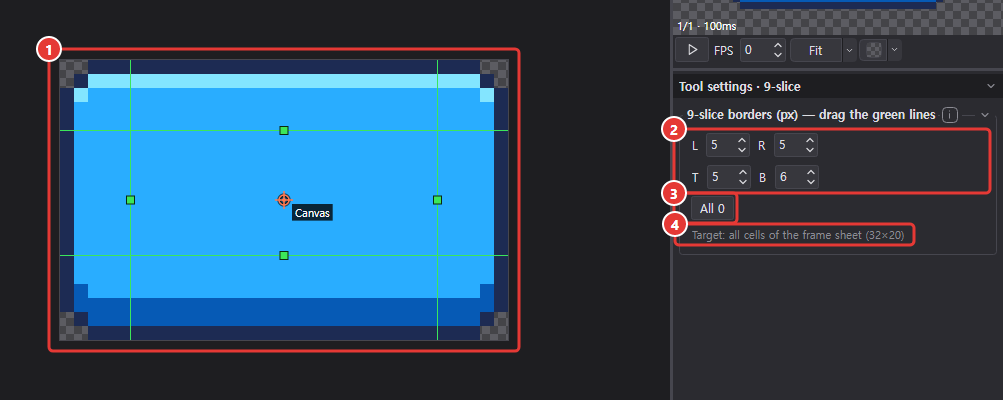 1/1 · 100ms
FPS 0 Fit
Tool settings · 9-slice
1
9-slice borders (px) — drag the green lines i
2
L 5 R 5
T 5 B 6
3
All 0
4
Target: all cells of the frame sheet (32×20)
Canvas